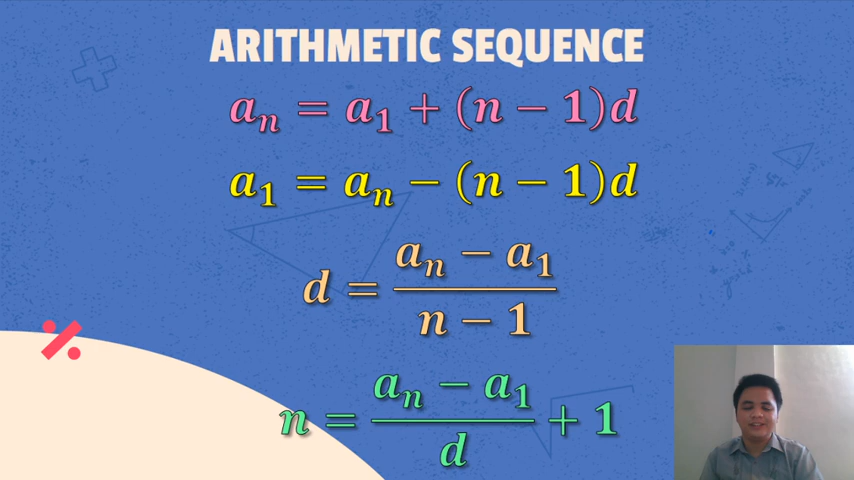 ARITHMETIC SEQUENCE
aₙ = a₁ + (n − 1)d
a₁ = aₙ − (n − 1)d
d = (aₙ − a₁)/(n − 1)
n = (aₙ − a₁)/d + 1